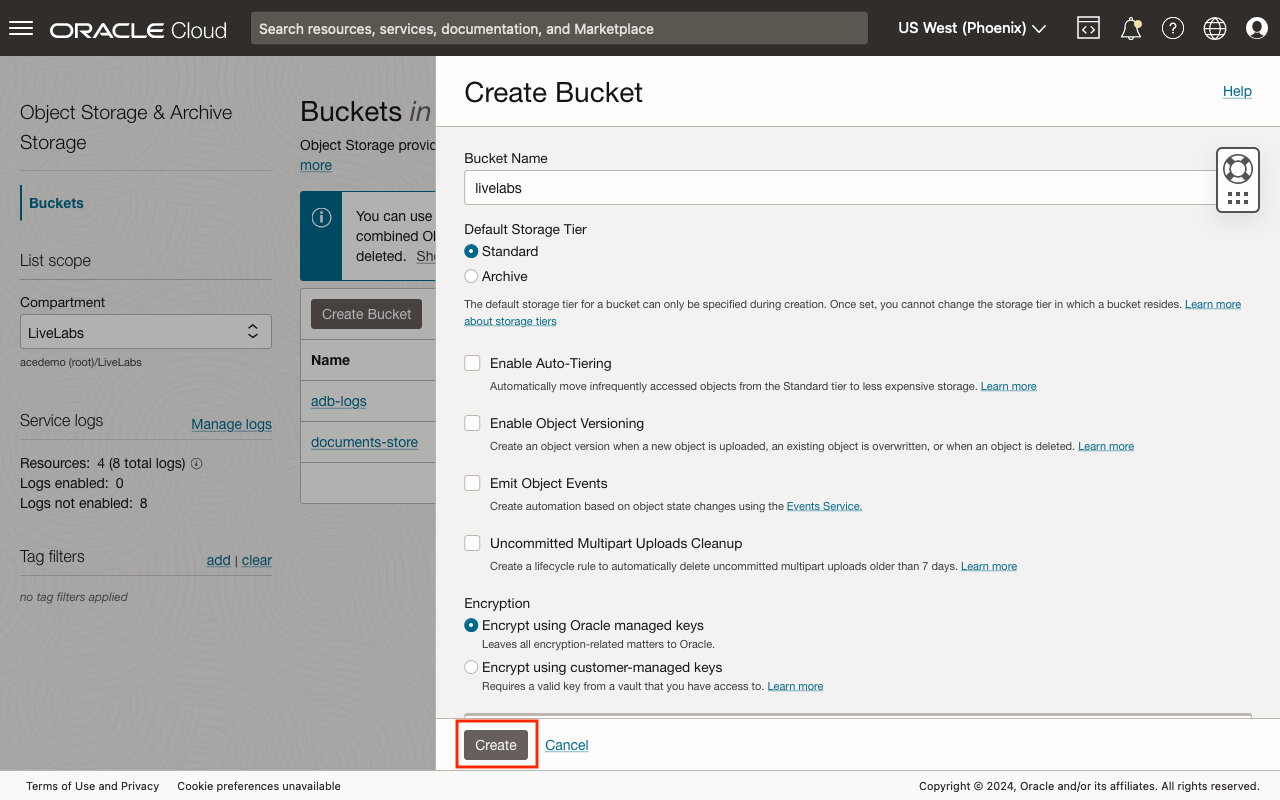 ORACLE Cloud
Search resources, services, documentation, and Marketplace
US West (Phoenix)
Object Storage & Archive
Storage
Buckets
List scope
Compartment
LiveLabs
acedemo (root)/LiveLabs
Service logs
Manage logs
Resources: 4 (8 total logs)
Logs enabled: 0
Logs not enabled: 8
Tag filters
add | clear
no tag filters applied
Buckets in
Object Storage provid
more
You can use
combined Ob
deleted. Sho
Create Bucket
Name
adb-logs
documents-store
Create Bucket
Help
Bucket Name
livelabs
Default Storage Tier
Standard
Archive
The default storage tier for a bucket can only be specified during creation. Once set, you cannot change the storage tier in which a bucket resides. Learn more
about storage tiers
Enable Auto-Tiering
Automatically move infrequently accessed objects from the Standard tier to less expensive storage. Learn more
Enable Object Versioning
Create an object version when a new object is uploaded, an existing object is overwritten, or when an object is deleted. Learn more
Emit Object Events
Create automation based on object state changes using the Events Service.
Uncommitted Multipart Uploads Cleanup
Create a lifecycle rule to automatically delete uncommitted multipart uploads older than 7 days. Learn more
Encryption
Encrypt using Oracle managed keys
Leaves all encryption-related matters to Oracle.
Encrypt using customer-managed keys
Requires a valid key from a vault that you have access to. Learn more
Create
Cancel
Terms of Use and Privacy
Cookie preferences unavailable
Copyright © 2024, Oracle and/or its affiliates. All rights reserved.